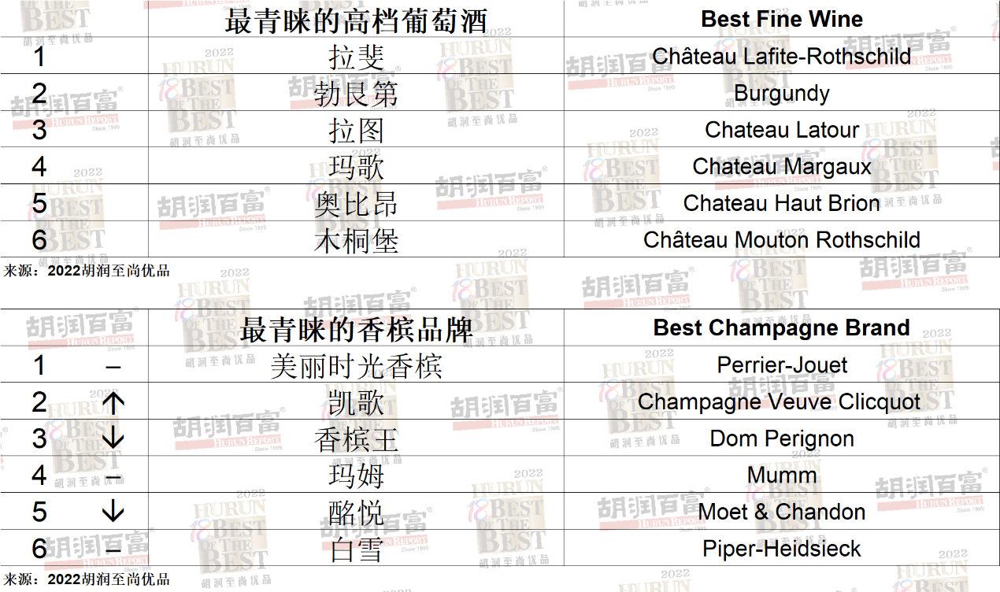 最青睐的高档葡萄酒 Best Fine Wine
1 拉斐 Château Lafite-Rothschild
2 勃艮第 Burgundy
3 拉图 Chateau Latour
4 玛歌 Chateau Margaux
5 奥比昂 Chateau Haut Brion
6 木桐堡 Château Mouton Rothschild
来源：2022胡润至尚优品
最青睐的香槟品牌 Best Champagne Brand
1 – 美丽时光香槟 Perrier-Jouet
2 ↑ 凯歌 Champagne Veuve Clicquot
3 ↓ 香槟王 Dom Perignon
4 – 玛姆 Mumm
5 ↓ 酩悦 Moet & Chandon
6 – 白雪 Piper-Heidsieck
来源：2022胡润至尚优品